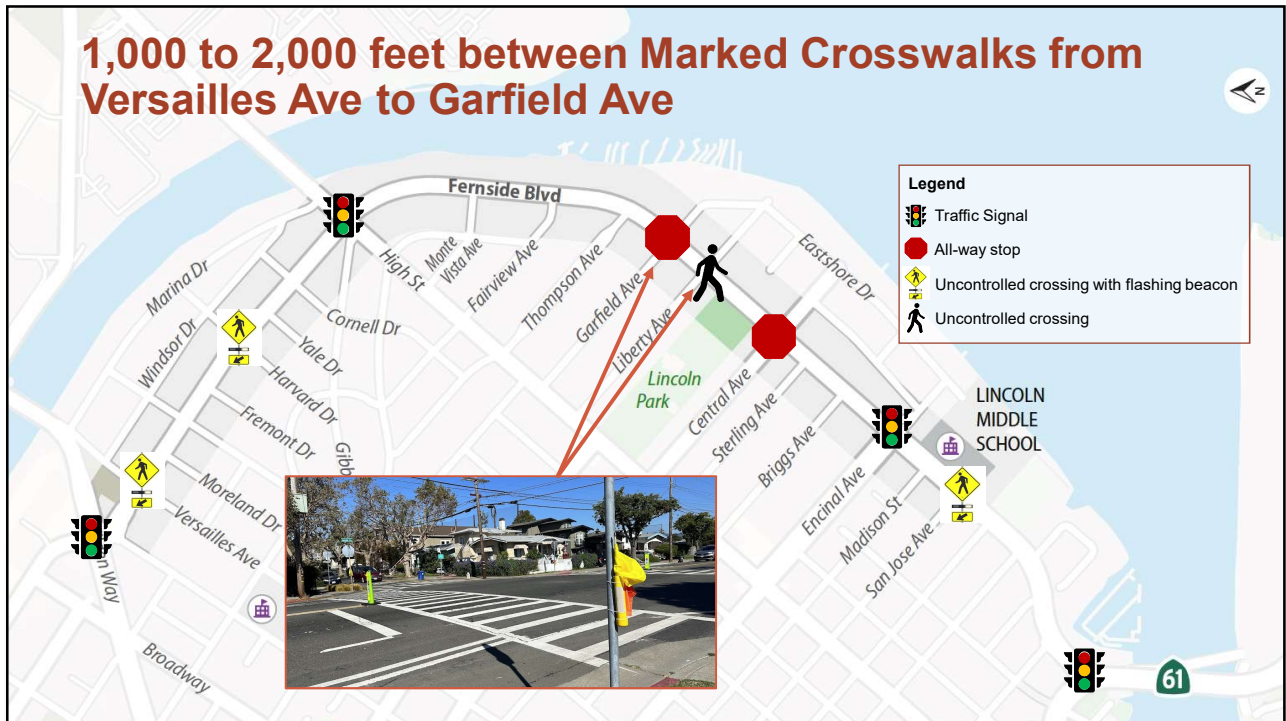 1,000 to 2,000 feet between Marked Crosswalks from
Versailles Ave to Garfield Ave
N
Legend
Traffic Signal
All-way stop
Uncontrolled crossing with flashing beacon
Uncontrolled crossing
Fernside Blvd
High St
Monte
Vista Ave
Fairview Ave
Thompson Ave
Garfield Ave
Liberty Ave
Eastshore Dr
Marina Dr
Windsor Dr
Cornell Dr
Yale Dr
Harvard Dr
Fremont Dr
Gibb
Moreland Dr
Versailles Ave
Lincoln
Park
Central Ave
Sterling Ave
Briggs Ave
Encinal Ave
Madison St
San Jose Ave
LINCOLN
MIDDLE
SCHOOL
Way
Broadway
61